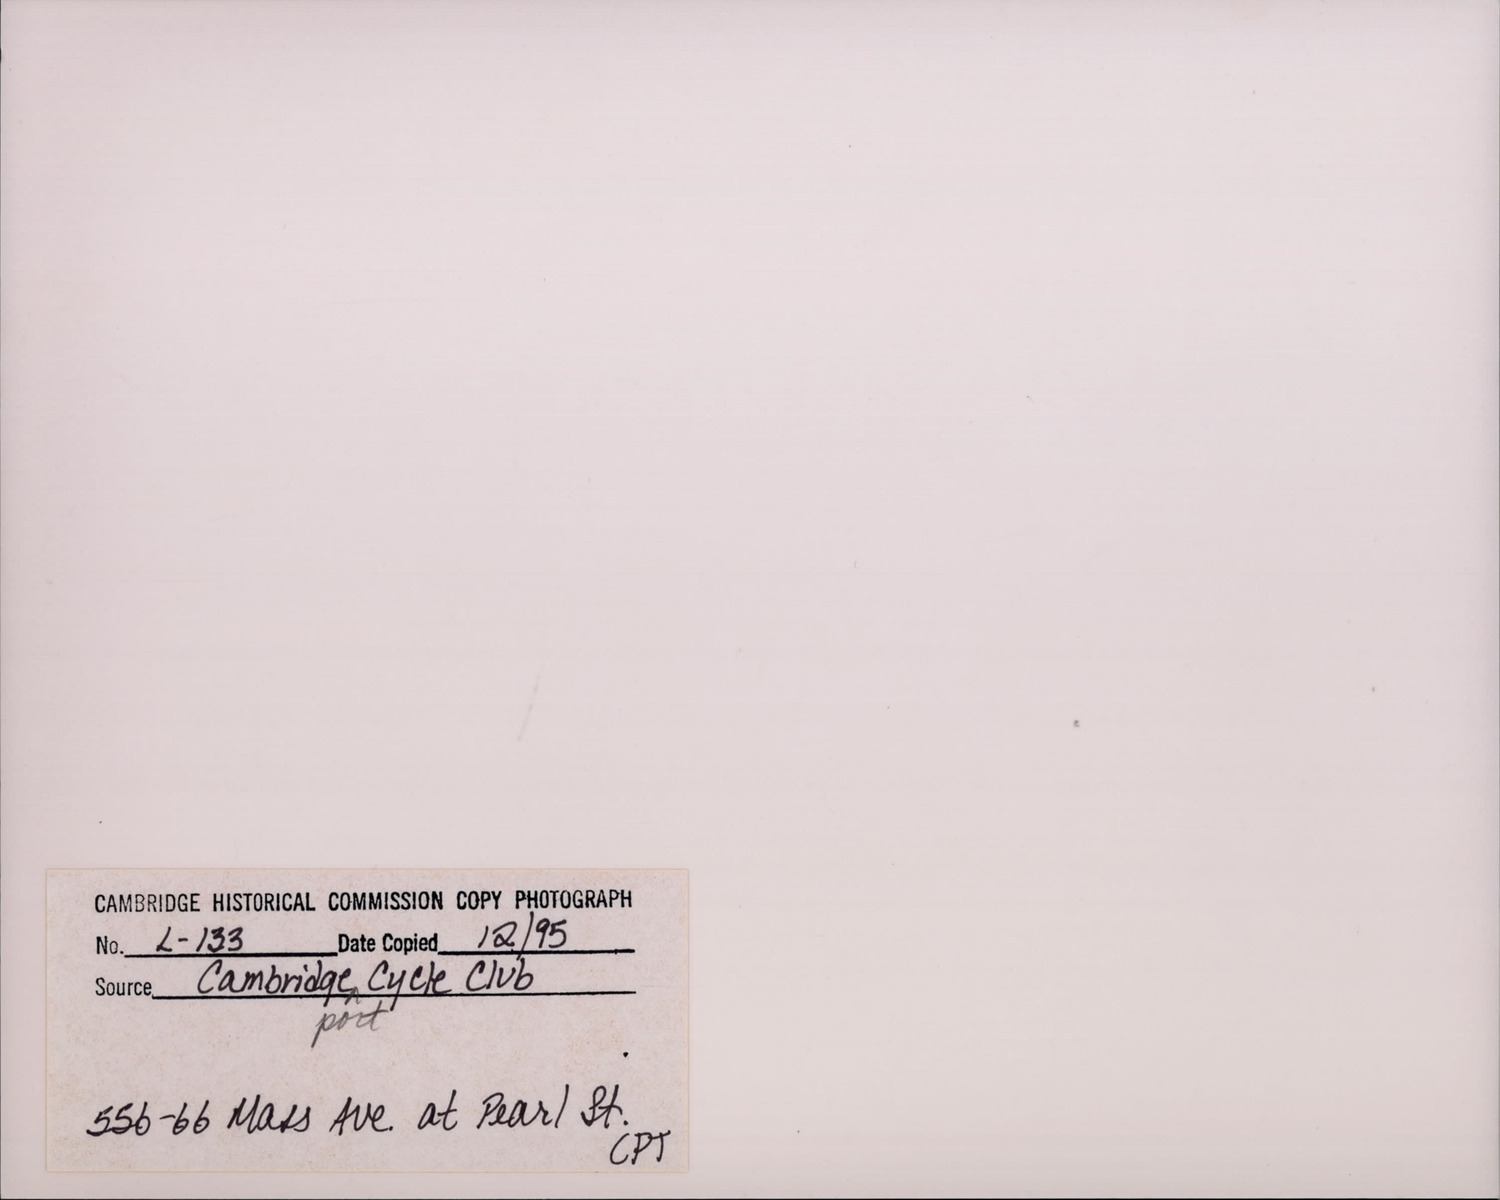 CAMBRIDGE HISTORICAL COMMISSION COPY PHOTOGRAPH
No. L-133 Date Copied 12/95
Source Cambridge ^ Cycle Club
port
556-66 Mass Ave. at Pearl St.
CPT